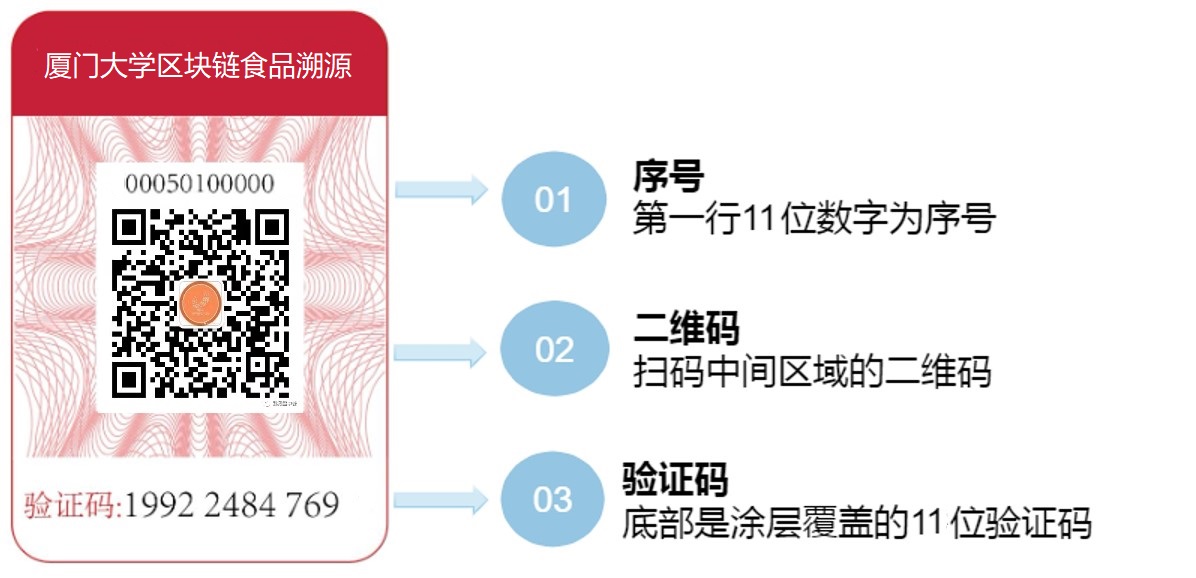 厦门大学区块链食品溯源
00050100000
验证码:1992 2484 769
01
序号
第一行11位数字为序号
02
二维码
扫码中间区域的二维码
03
验证码
底部是涂层覆盖的11位验证码